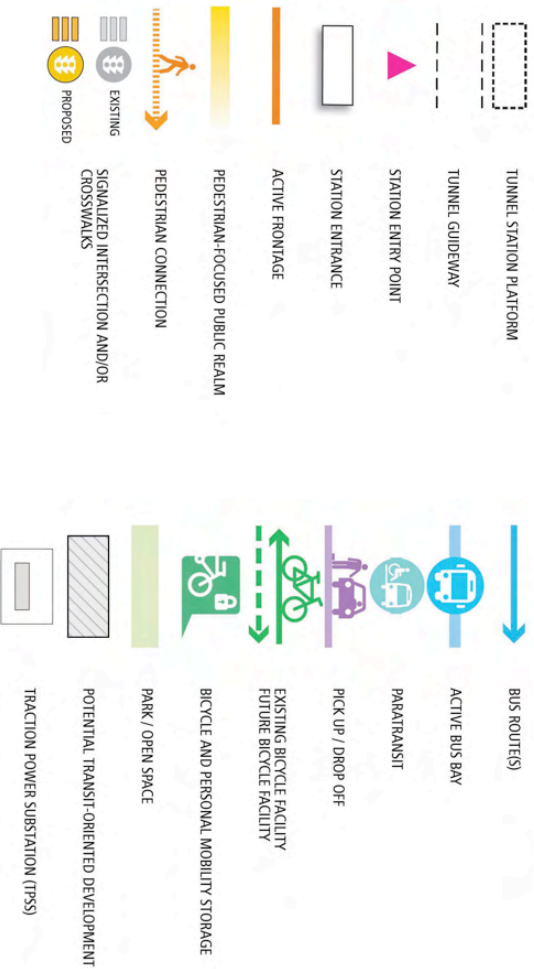 TUNNEL STATION PLATFORM
TUNNEL GUIDEWAY
STATION ENTRY POINT
STATION ENTRANCE
ACTIVE FRONTAGE
PEDESTRIAN-FOCUSED PUBLIC REALM
PEDESTRIAN CONNECTION
EXISTING
PROPOSED
SIGNALIZED INTERSECTION AND/OR
CROSSWALKS
BUS ROUTE(S)
ACTIVE BUS BAY
PARATRANSIT
PICK UP / DROP OFF
EXISTING BICYCLE FACILITY
FUTURE BICYCLE FACILITY
BICYCLE AND PERSONAL MOBILITY STORAGE
PARK / OPEN SPACE
POTENTIAL TRANSIT-ORIENTED DEVELOPMENT
TRACTION POWER SUBSTATION (TPSS)